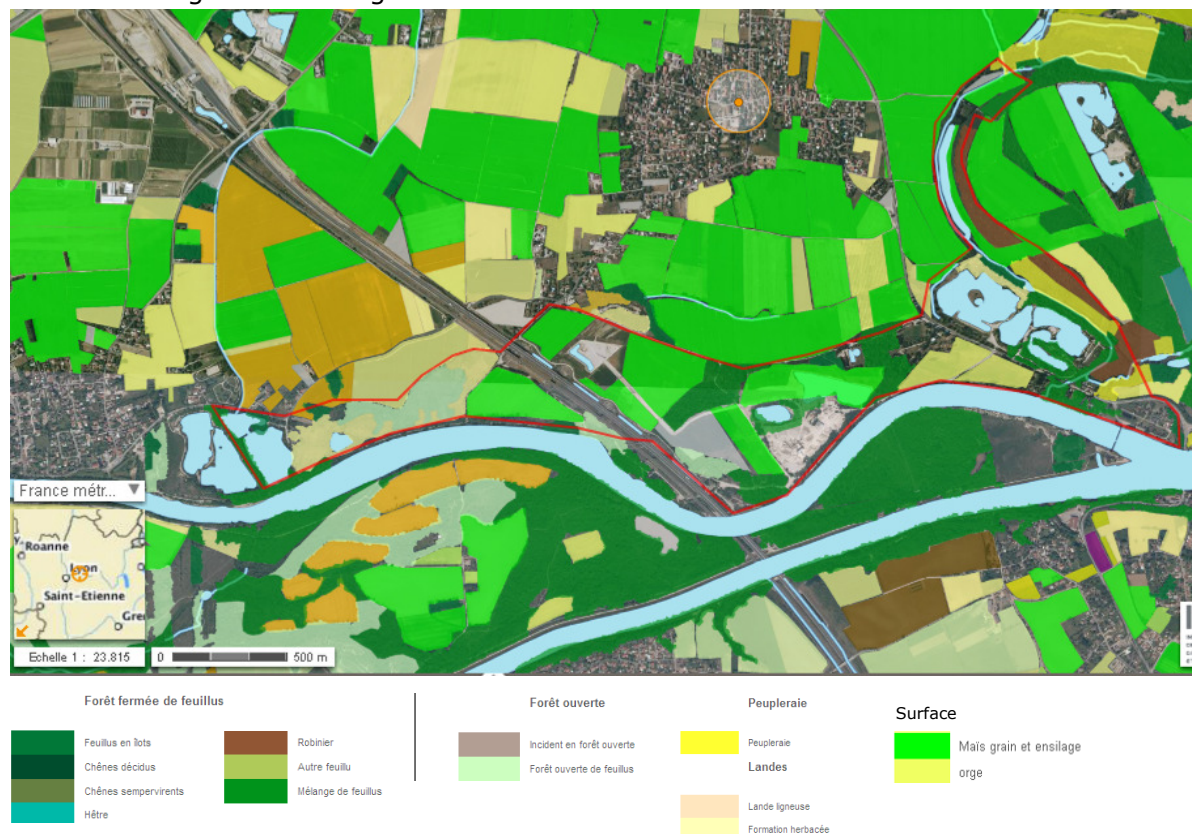 France métr...
Roanne
Lyon
Saint-Etienne
Gre
Echelle 1 : 23.815
0 500 m
Forêt fermée de feuillus
Feuillus en îlots
Chênes décidus
Chênes sempervirents
Hêtre
Robinier
Autre feuillu
Mélange de feuillus
Forêt ouverte
Incident en forêt ouverte
Forêt ouverte de feuillus
Peupleraie
Peupleraie
Landes
Lande ligneuse
Formation herbacée
Surface
Maïs grain et ensilage
orge